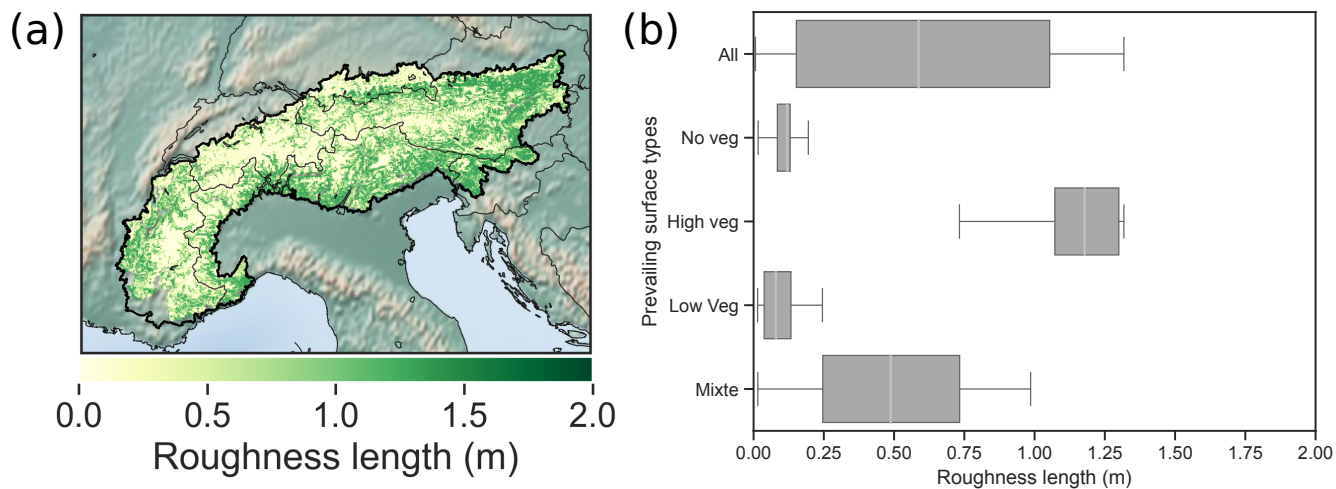 (a)
0.0 0.5 1.0 1.5 2.0
Roughness length (m)
(b)
Prevailing surface types
All
No veg
High veg
Low Veg
Mixte
0.00 0.25 0.50 0.75 1.00 1.25 1.50 1.75 2.00
Roughness length (m)